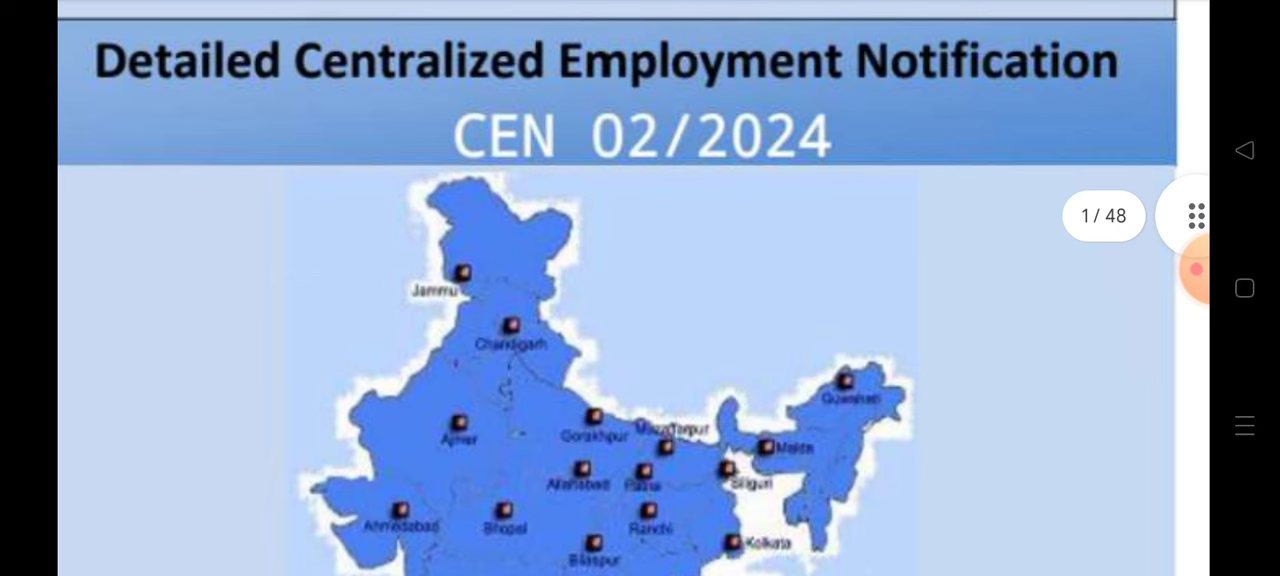 Detailed Centralized Employment Notification
CEN 02/2024
1 / 48
Jammu
Chandigarh
Guwahati
Ajmer
Gorakhpur
Muzaffarpur
Malda
Allahabad
Patna
Siliguri
Ahmedabad
Bhopal
Ranchi
Kolkata
Bilaspur